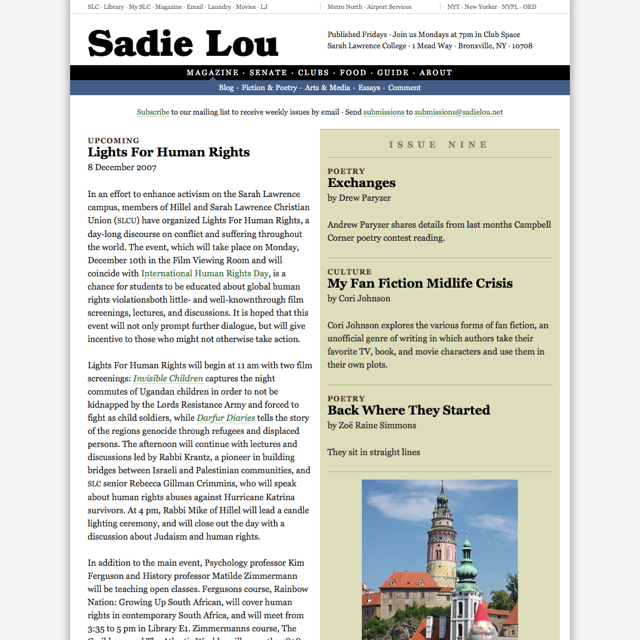 SLC · Library · My SLC · Magazine · Email · Laundry · Movies · LJ
Metro North · Airport Services
NYT · New Yorker · NYPL · OED
Sadie Lou
Published Fridays · Join us Mondays at 7pm in Club Space
Sarah Lawrence College · 1 Mead Way · Bronxville, NY · 10708
MAGAZINE · SENATE · CLUBS · FOOD · GUIDE · ABOUT
Blog · Fiction & Poetry · Arts & Media · Essays · Comment
Subscribe to our mailing list to receive weekly issues by email · Send submissions to submissions@sadielou.net
UPCOMING
Lights For Human Rights
8 December 2007
In an effort to enhance activism on the Sarah Lawrence
campus, members of Hillel and Sarah Lawrence Christian
Union (SLCU) have organized Lights For Human Rights, a
day-long discourse on conflict and suffering throughout
the world. The event, which will take place on Monday,
December 10th in the Film Viewing Room and will
coincide with International Human Rights Day, is a
chance for students to be educated about global human
rights violationsboth little- and well-knownthrough film
screenings, lectures, and discussions. It is hoped that this
event will not only prompt further dialogue, but will give
incentive to those who might not otherwise take action.
Lights For Human Rights will begin at 11 am with two film
screenings: Invisible Children captures the night
commutes of Ugandan children in order to not be
kidnapped by the Lords Resistance Army and forced to
fight as child soldiers, while Darfur Diaries tells the story
of the regions genocide through refugees and displaced
persons. The afternoon will continue with lectures and
discussions led by Rabbi Krantz, a pioneer in building
bridges between Israeli and Palestinian communities, and
SLC senior Rebecca Gillman Crimmins, who will speak
about human rights abuses against Hurricane Katrina
survivors. At 4 pm, Rabbi Mike of Hillel will lead a candle
lighting ceremony, and will close out the day with a
discussion about Judaism and human rights.
In addition to the main event, Psychology professor Kim
Ferguson and History professor Matilde Zimmermann
will be teaching open classes. Fergusons course, Rainbow
Nation: Growing Up South African, will cover human
rights in contemporary South Africa, and will meet from
3:35 to 5 pm in Library E1. Zimmermanns course, The
ISSUE NINE
POETRY
Exchanges
by Drew Paryzer
Andrew Paryzer shares details from last months Campbell
Corner poetry contest reading.
CULTURE
My Fan Fiction Midlife Crisis
by Cori Johnson
Cori Johnson explores the various forms of fan fiction, an
unofficial genre of writing in which authors take their
favorite TV, book, and movie characters and use them in
their own plots.
POETRY
Back Where They Started
by Zoë Raine Simmons
They sit in straight lines